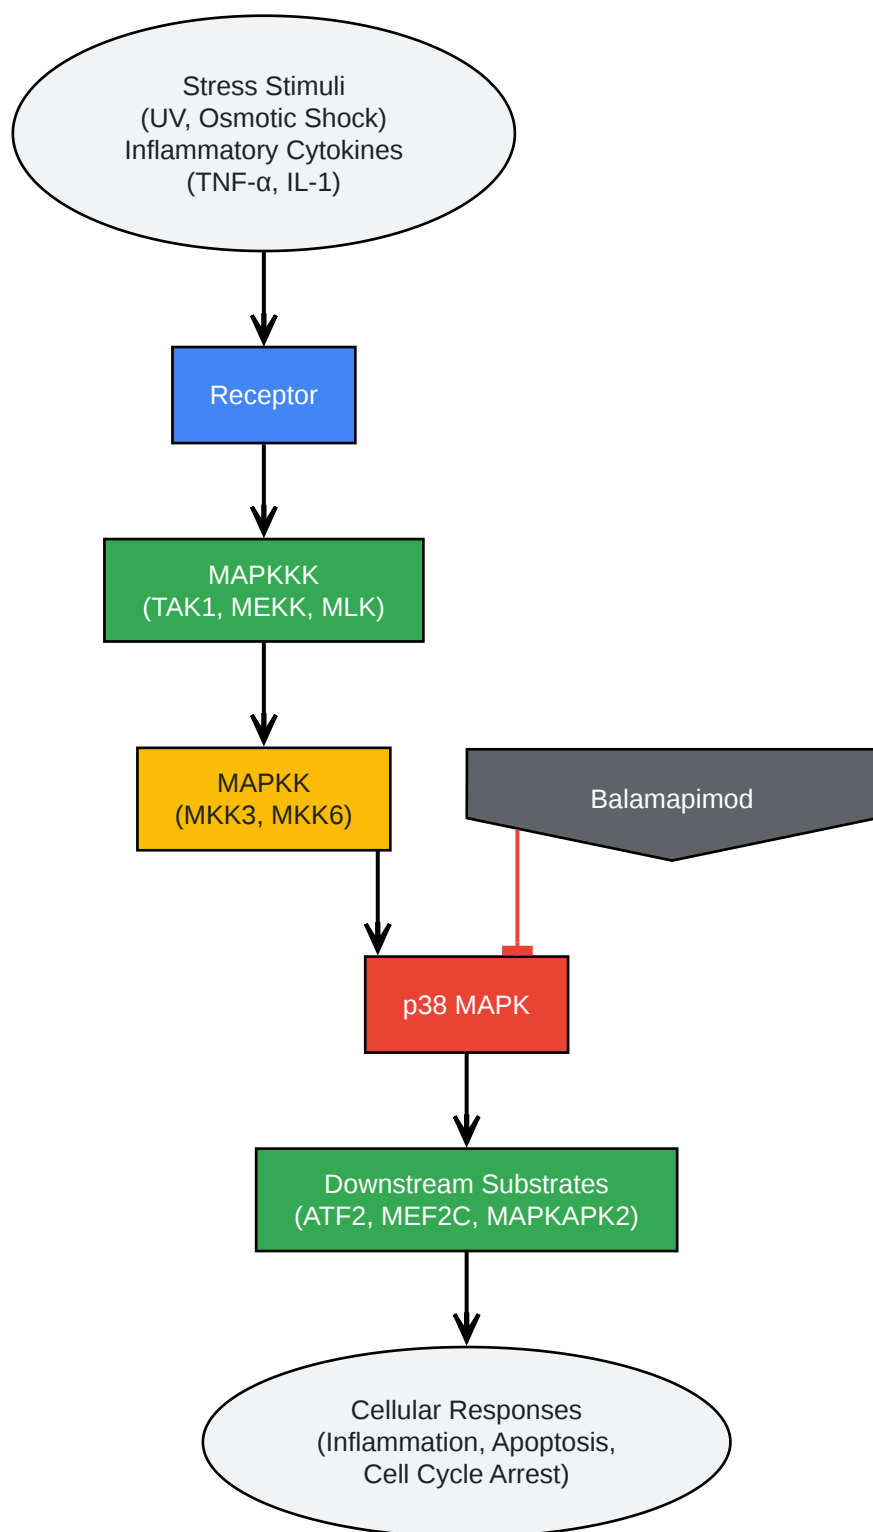 Stress Stimuli
(UV, Osmotic Shock)
Inflammatory Cytokines
(TNF-α, IL-1)
Receptor
MAPKKK
(TAK1, MEKK, MLK)
MAPKK
(MKK3, MKK6)
Balamapimod
p38 MAPK
Downstream Substrates
(ATF2, MEF2C, MAPKAPK2)
Cellular Responses
(Inflammation, Apoptosis,
Cell Cycle Arrest)